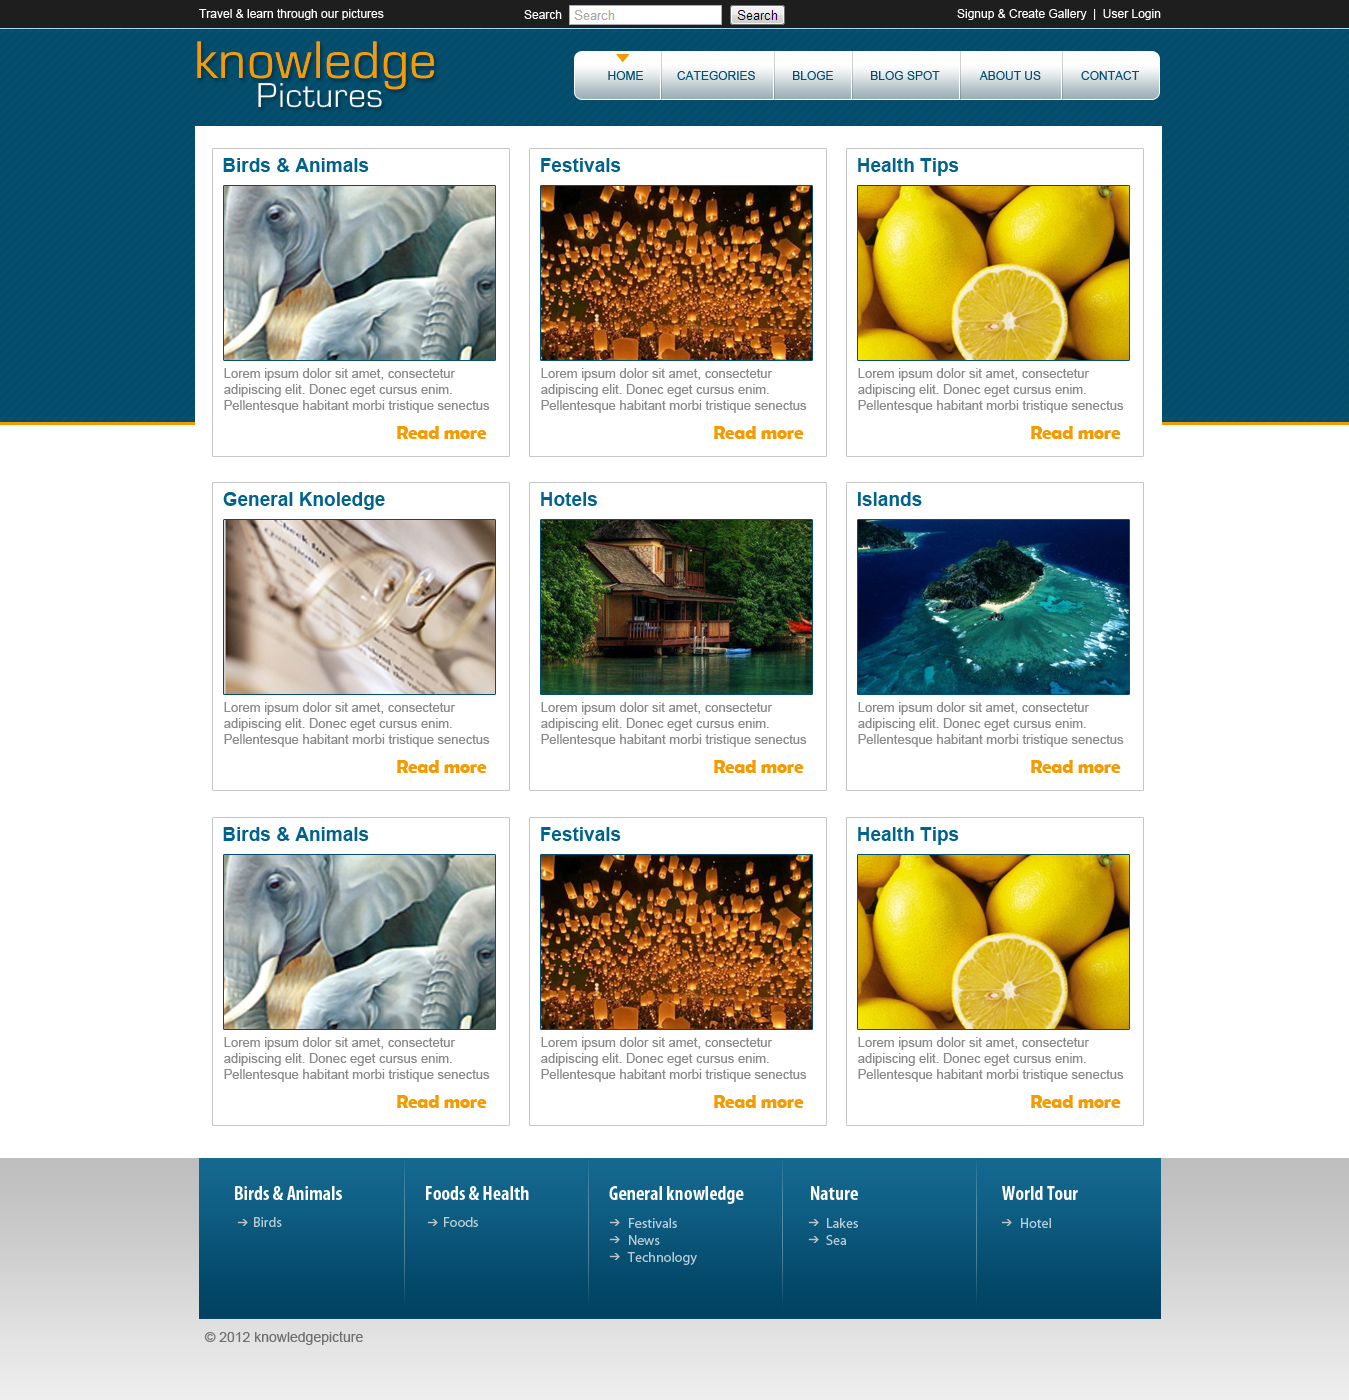 Travel & learn through our pictures
Search Search Search
Signup & Create Gallery | User Login
knowledge
Pictures
HOME CATEGORIES BLOGE BLOG SPOT ABOUT US CONTACT
Birds & Animals
Lorem ipsum dolor sit amet, consectetur
adipiscing elit. Donec eget cursus enim.
Pellentesque habitant morbi tristique senectus
Read more
Festivals
Lorem ipsum dolor sit amet, consectetur
adipiscing elit. Donec eget cursus enim.
Pellentesque habitant morbi tristique senectus
Read more
Health Tips
Lorem ipsum dolor sit amet, consectetur
adipiscing elit. Donec eget cursus enim.
Pellentesque habitant morbi tristique senectus
Read more
General Knoledge
Lorem ipsum dolor sit amet, consectetur
adipiscing elit. Donec eget cursus enim.
Pellentesque habitant morbi tristique senectus
Read more
Hotels
Lorem ipsum dolor sit amet, consectetur
adipiscing elit. Donec eget cursus enim.
Pellentesque habitant morbi tristique senectus
Read more
Islands
Lorem ipsum dolor sit amet, consectetur
adipiscing elit. Donec eget cursus enim.
Pellentesque habitant morbi tristique senectus
Read more
Birds & Animals
Lorem ipsum dolor sit amet, consectetur
adipiscing elit. Donec eget cursus enim.
Pellentesque habitant morbi tristique senectus
Read more
Festivals
Lorem ipsum dolor sit amet, consectetur
adipiscing elit. Donec eget cursus enim.
Pellentesque habitant morbi tristique senectus
Read more
Health Tips
Lorem ipsum dolor sit amet, consectetur
adipiscing elit. Donec eget cursus enim.
Pellentesque habitant morbi tristique senectus
Read more
Birds & Animals
Birds
Foods & Health
Foods
General knowledge
Festivals
News
Technology
Nature
Lakes
Sea
World Tour
Hotel
© 2012 knowledgepicture